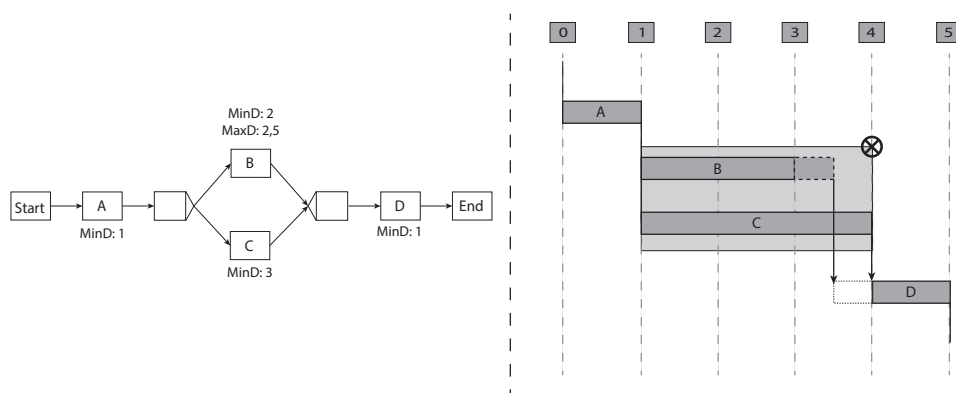 MinD: 2
MaxD: 2,5
B
Start
A
D
End
MinD: 1
MinD: 1
C
MinD: 3
0
1
2
3
4
5
A
B
C
D